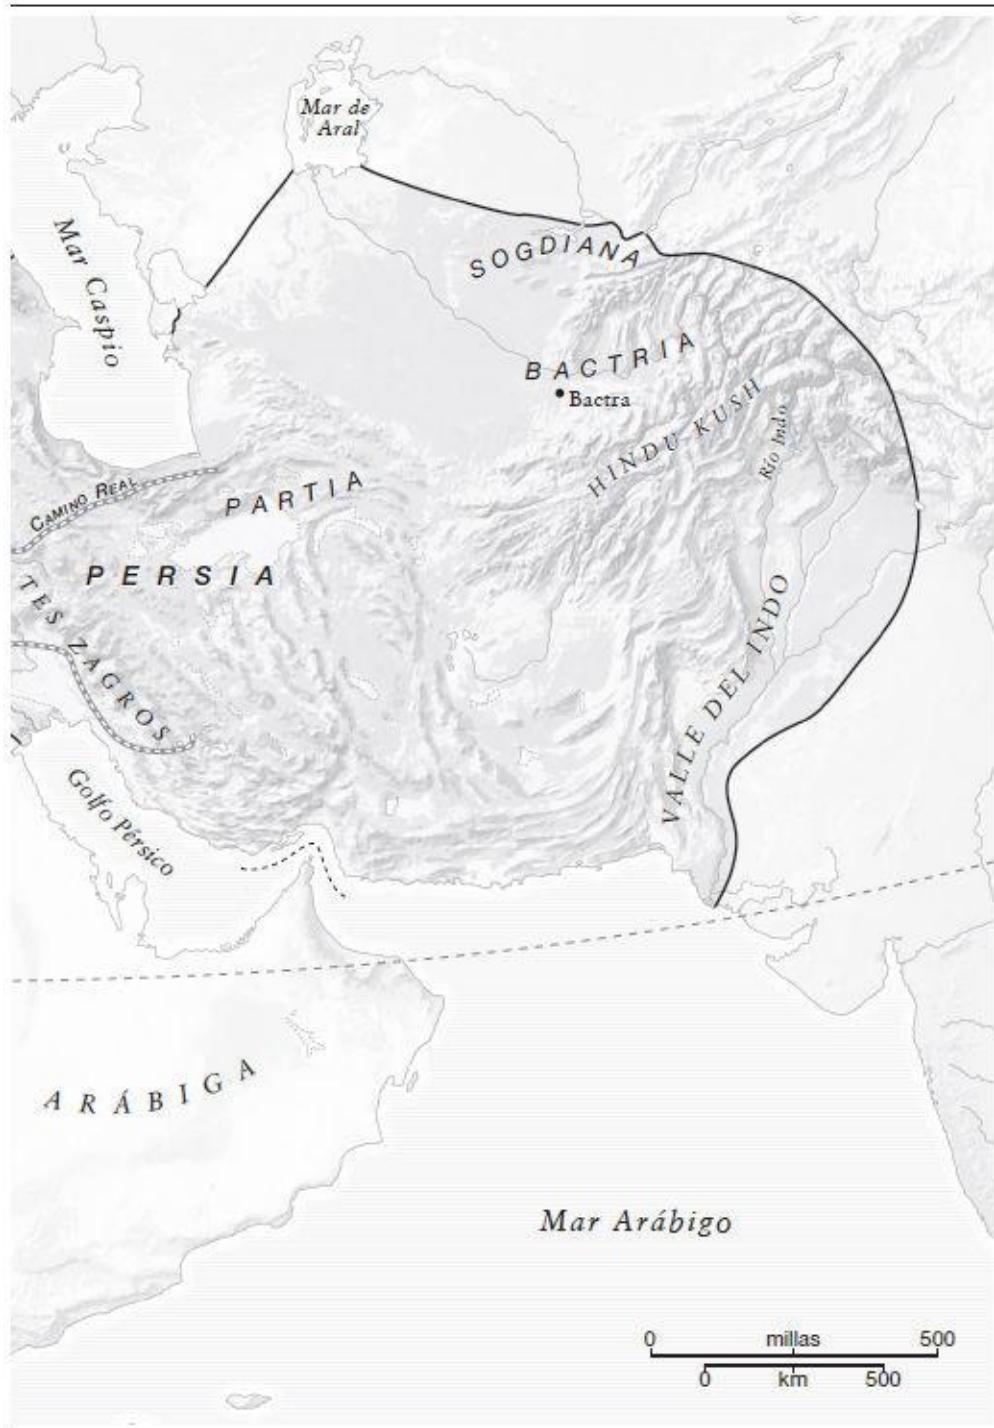 Mar de
Aral
Mar Caspio
SOGDIANA
BACTRIA
Bactra
HINDU KUSH
Río Indo
CAMINO REAL
PARTIA
PERSIA
TES ZAGROS
VALLE DEL INDO
Golfo Pérsico
ARÁBIGA
Mar Arábigo
0 millas 500
0 km 500